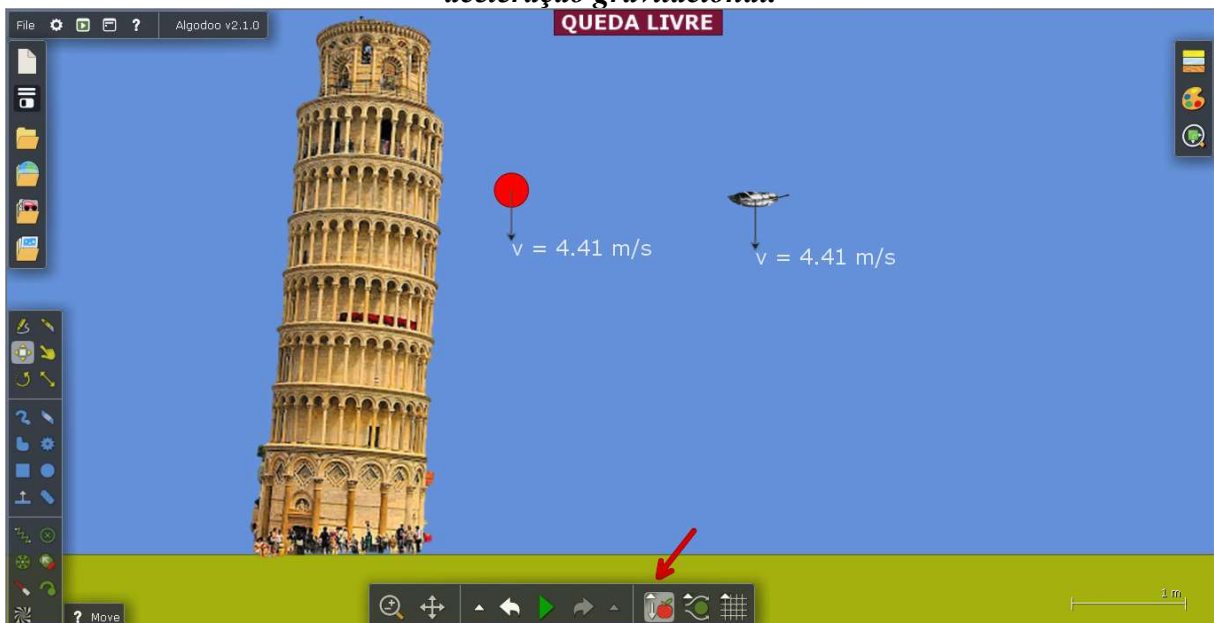 aceleração gravitacional.
QUEDA LIVRE
File ? Algodoo v2.1.0
v = 4.41 m/s
v = 4.41 m/s
1 m
? Move